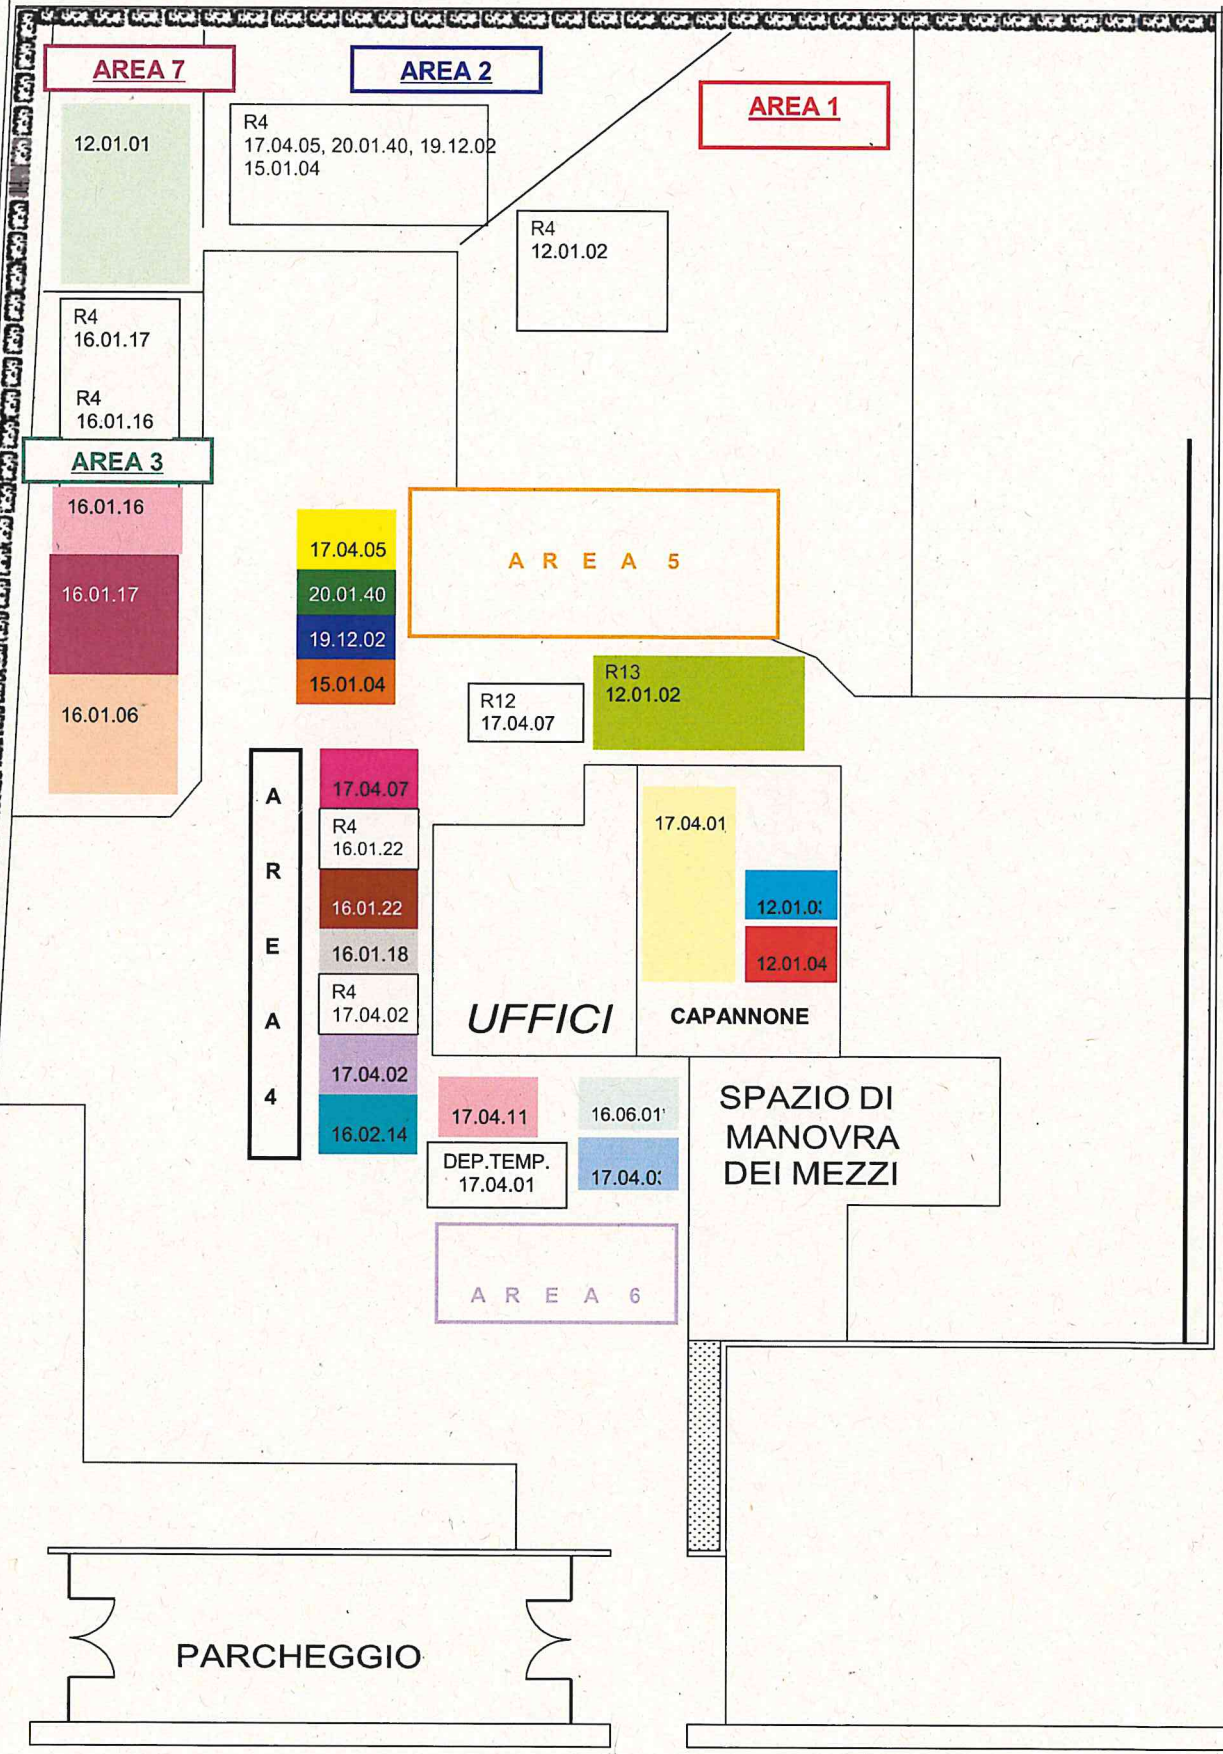 AREA 7
AREA 2
AREA 1
12.01.01
R4
17.04.05, 20.01.40, 19.12.02
15.01.04
R4
12.01.02
R4
16.01.17
R4
16.01.16
AREA 3
16.01.16
16.01.17
16.01.06
17.04.05
20.01.40
19.12.02
15.01.04
A R E A 5
R12
17.04.07
R13
12.01.02
A
R
E
A
4
17.04.07
R4
16.01.22
16.01.22
16.01.18
R4
17.04.02
17.04.02
16.02.14
UFFICI
17.04.01
12.01.04
CAPANNONE
17.04.11
DEP.TEMP.
17.04.01
16.06.01
SPAZIO DI
MANOVRA
DEI MEZZI
A R E A 6
PARCHEGGIO